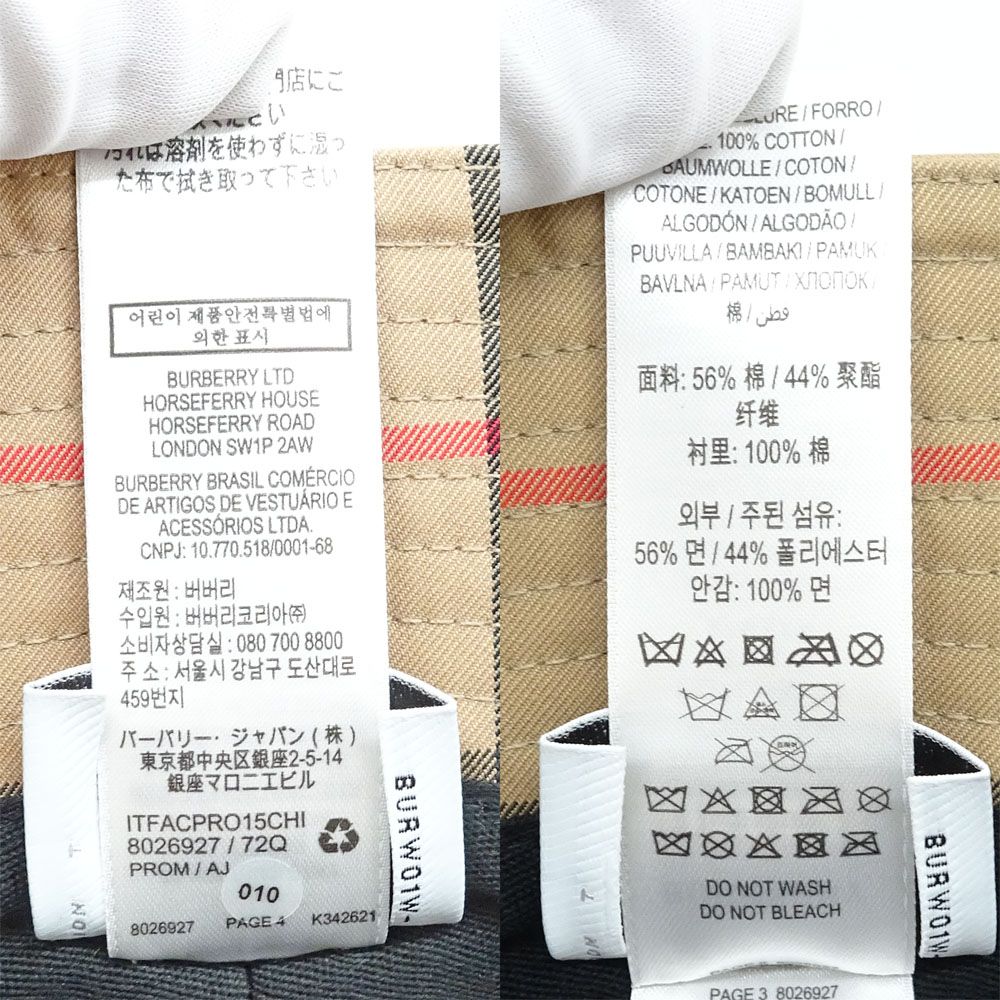 店にご
ください
汚れは溶剤を使わずに湿っ
た布で拭き取って下さい
어린이 제품안전특별법에
의한 표시
BURBERRY LTD
HORSEFERRY HOUSE
HORSEFERRY ROAD
LONDON SW1P 2AW
BURBERRY BRASIL COMÉRCIO
DE ARTIGOS DE VESTUÁRIO E
ACESSÓRIOS LTDA.
CNPJ: 10.770.518/0001-68
제조원 : 버버리
수입원 : 버버리코리아㈜
소비자상담실 : 080 700 8800
주 소 : 서울시 강남구 도산대로
459번지
バーバリー・ジャパン ( 株 )
東京都中央区銀座2-5-14
銀座マロニエビル
ITFACPRO15CHI
8026927 / 72Q
PROM / AJ
010
8026927 PAGE 4 K342621
BURW01W-
ION T
/ FORRO /
100% COTTON /
BAUMWOLLE / COTON /
COTONE / KATOEN / BOMULL /
ALGODÓN / ALGODÃO /
PUUVILLA / BAMBAKI / PAMUK /
BAVLNA / PAMUT / ХЛОПОК /
棉 / قطن
面料: 56% 棉 / 44% 聚酯
纤维
衬里: 100% 棉
외부 / 주된 섬유:
56% 면 / 44% 폴리에스터
안감: 100% 면
DO NOT WASH
DO NOT BLEACH
PAGE 3 8026927
BURW01W-
T